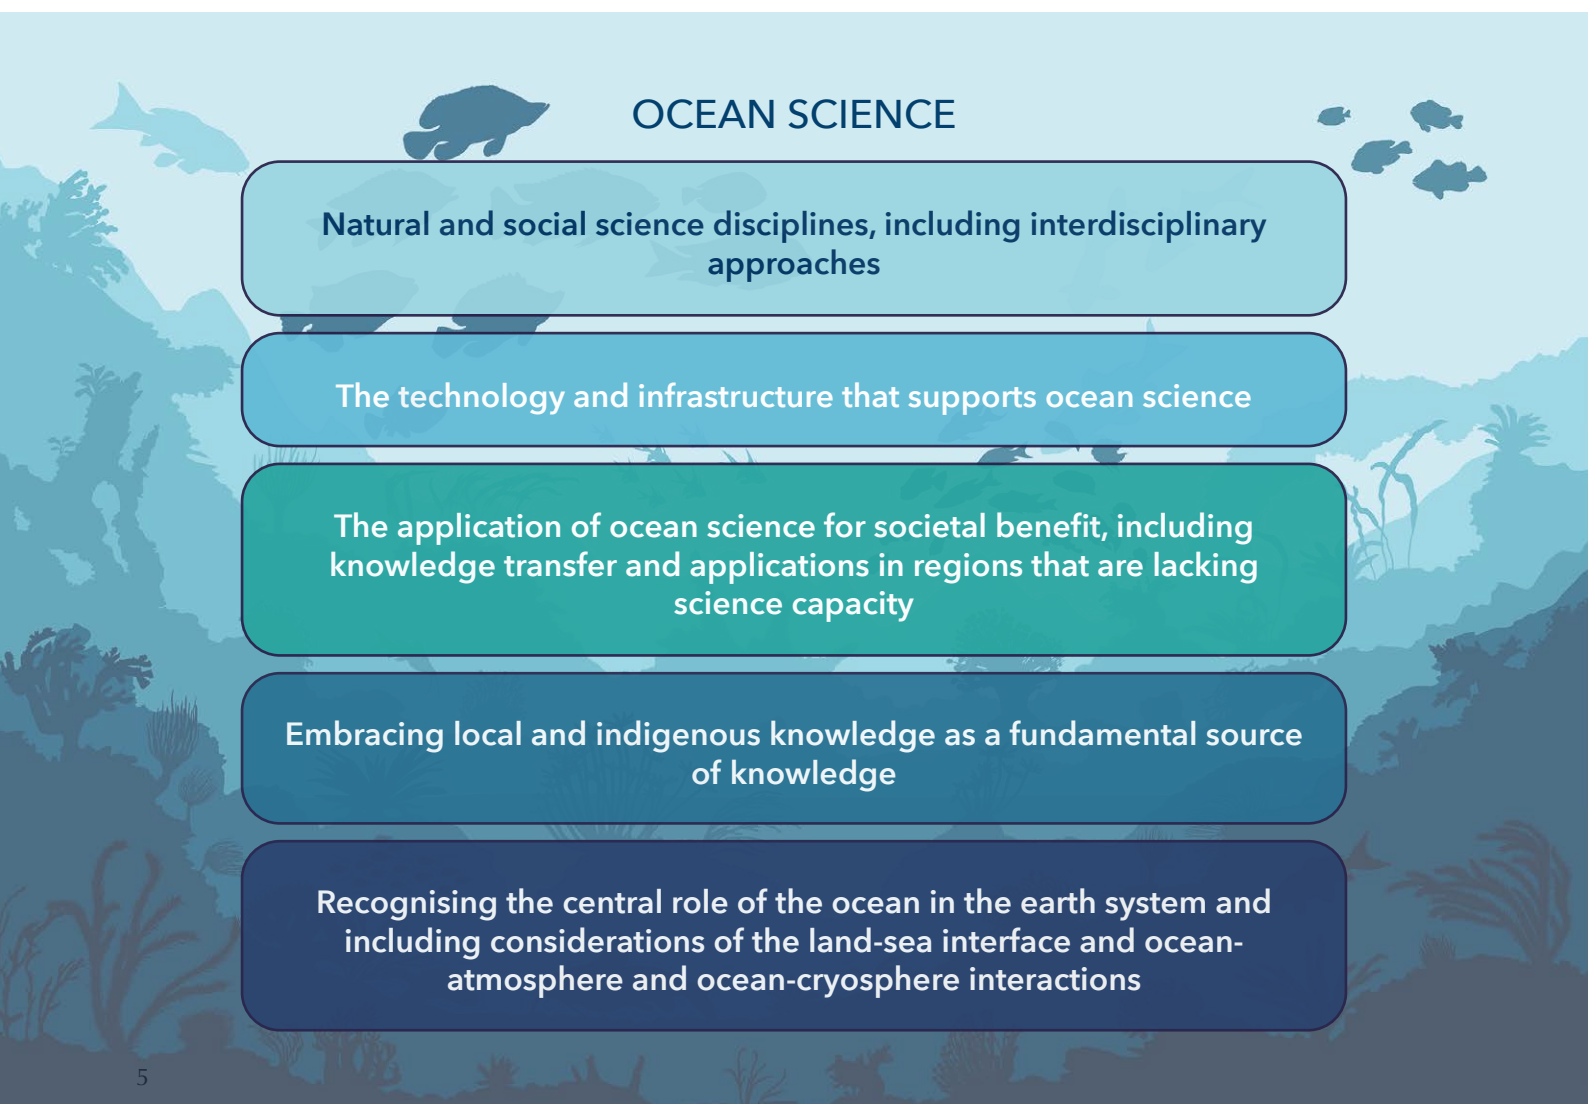 OCEAN SCIENCE
Natural and social science disciplines, including interdisciplinary
approaches
The technology and infrastructure that supports ocean science
The application of ocean science for societal benefit, including
knowledge transfer and applications in regions that are lacking
science capacity
Embracing local and indigenous knowledge as a fundamental source
of knowledge
Recognising the central role of the ocean in the earth system and
including considerations of the land-sea interface and ocean-
atmosphere and ocean-cryosphere interactions
5